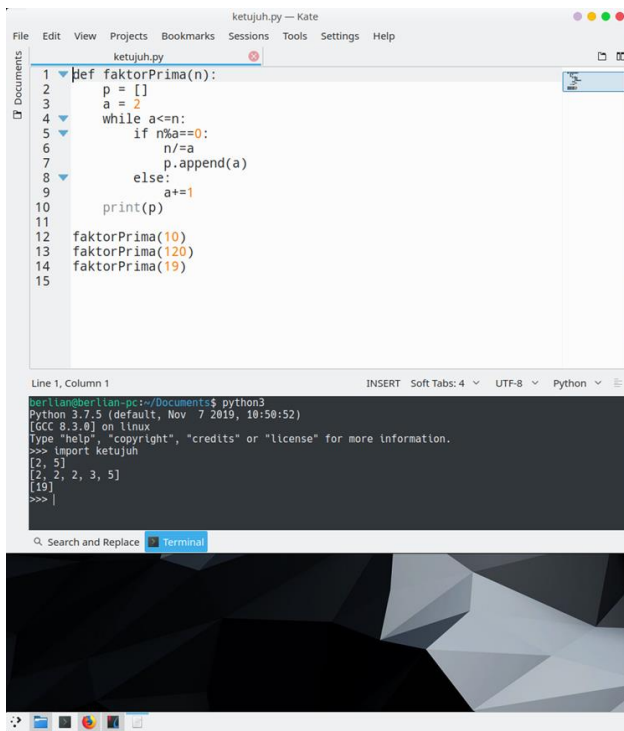 ketujuh.py — Kate
File Edit View Projects Bookmarks Sessions Tools Settings Help
Documents
ketujuh.py
1 def faktorPrima(n):
2     p = []
3     a = 2
4     while a<=n:
5         if n%a==0:
6             n/=a
7             p.append(a)
8         else:
9             a+=1
10     print(p)
11
12 faktorPrima(10)
13 faktorPrima(120)
14 faktorPrima(19)
15
Line 1, Column 1 INSERT Soft Tabs: 4 UTF-8 Python
berlian@berlian-pc:~/Documents$ python3
Python 3.7.5 (default, Nov  7 2019, 10:50:52)
[GCC 8.3.0] on linux
Type "help", "copyright", "credits" or "license" for more information.
>>> import ketujuh
[2, 5]
[2, 2, 2, 3, 5]
[19]
>>>
Search and Replace Terminal